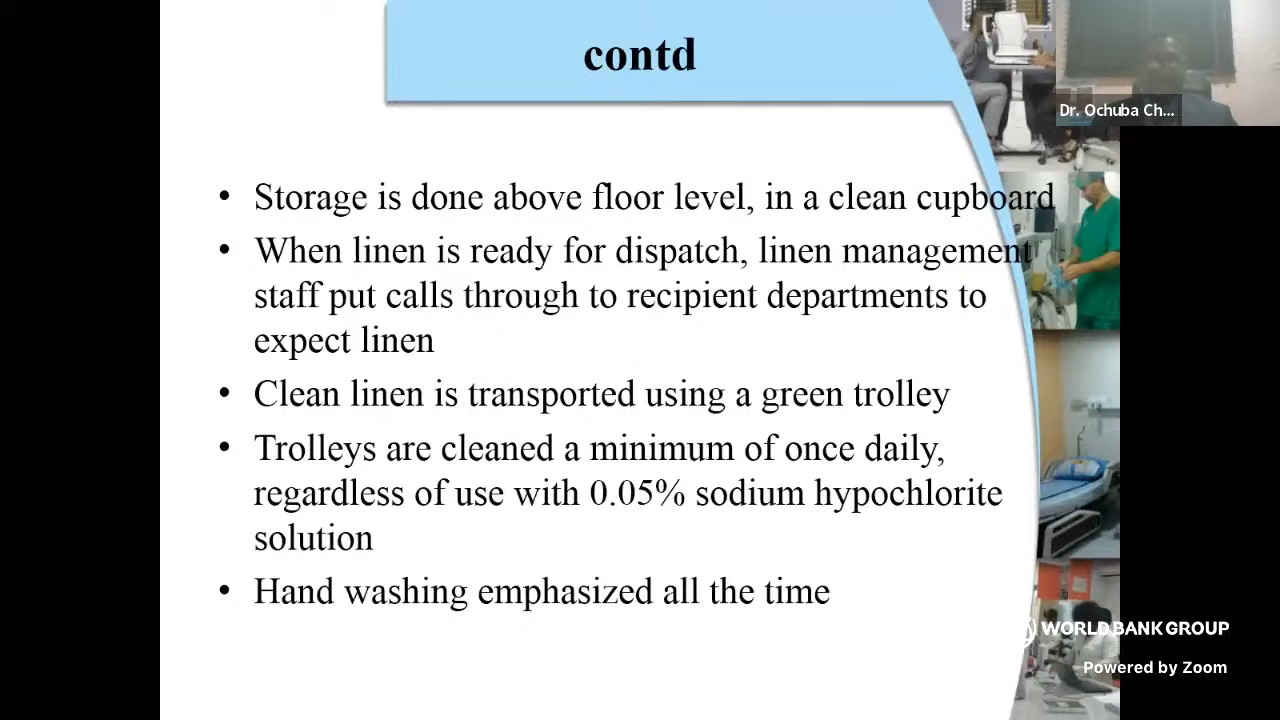 contd
Dr. Ochuba Ch...
• Storage is done above floor level, in a clean cupboard
• When linen is ready for dispatch, linen management
staff put calls through to recipient departments to
expect linen
• Clean linen is transported using a green trolley
• Trolleys are cleaned a minimum of once daily,
regardless of use with 0.05% sodium hypochlorite
solution
• Hand washing emphasized all the time
WORLD BANK GROUP
Powered by Zoom